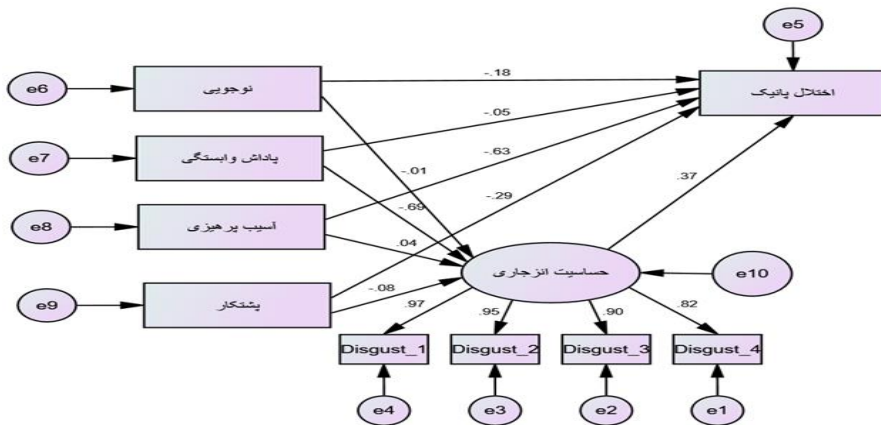 e5
e6
نوجویی
-.18
اختلال پانیک
-.05
e7
پاداش وابستگی
-.01
-.63
.37
-.29
e8
آسیب پرهیزی
-.69
.04
حساسیت انزجاری
e10
e9
پشتکار
-.08
.97
.95
.90
.82
Disgust_1
Disgust_2
Disgust_3
Disgust_4
e4
e3
e2
e1